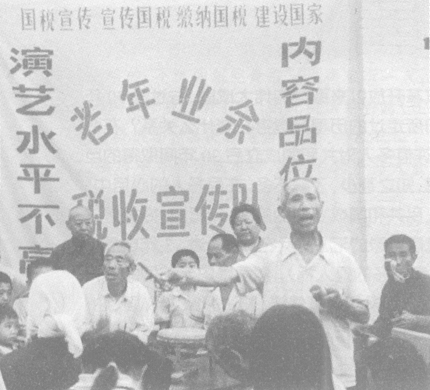 国税宣传 宣传国税 缴纳国税 建设国家
演艺水平不高
老年业余
税收宣传队
内容品位